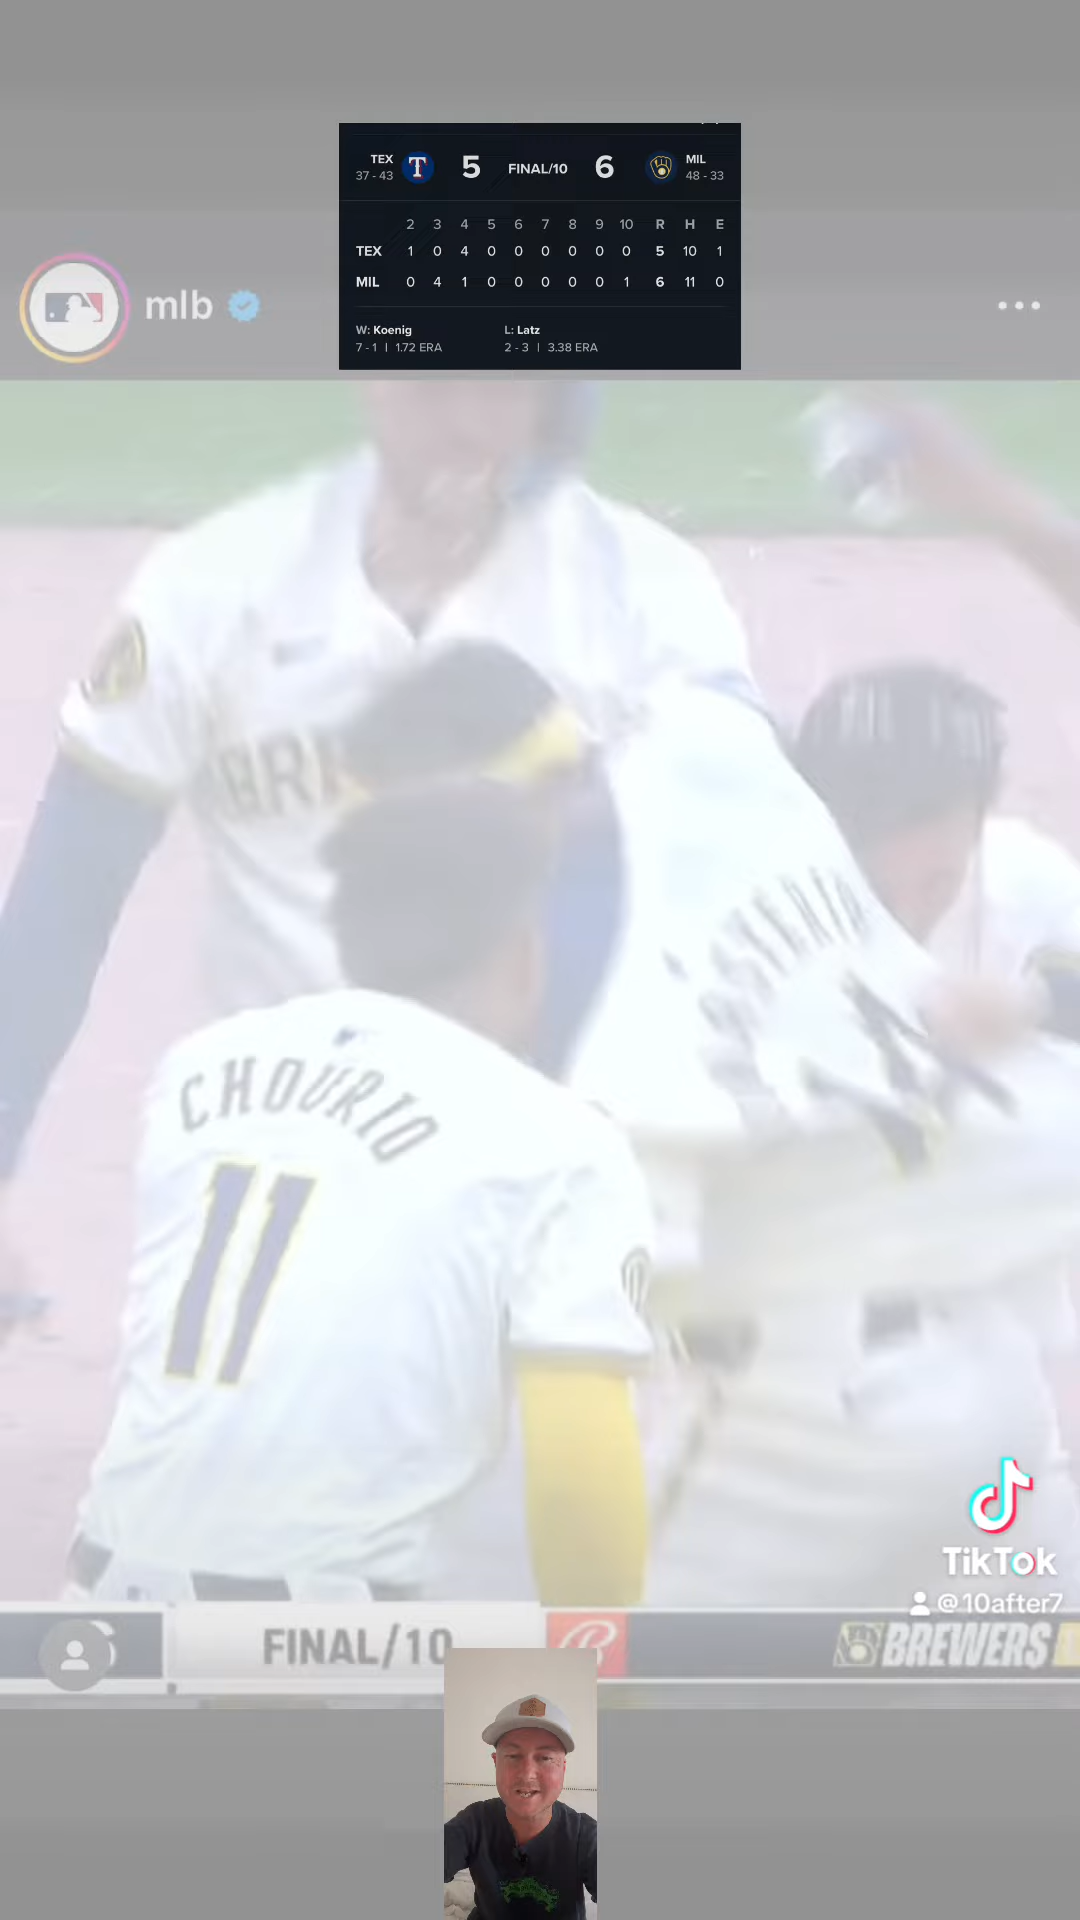 TEX
37 - 43
T
5
FINAL/10
6
MIL
48 - 33
2 3 4 5 6 7 8 9 10 R H E
TEX 1 0 4 0 0 0 0 0 0 5 10 1
MIL 0 4 1 0 0 0 0 0 1 6 11 0
W: Koenig L: Latz
7 - 1 | 1.72 ERA 2 - 3 | 3.38 ERA
mlb
CHOURIO
11
TikTok
@10after7
FINAL/10
BREWERS